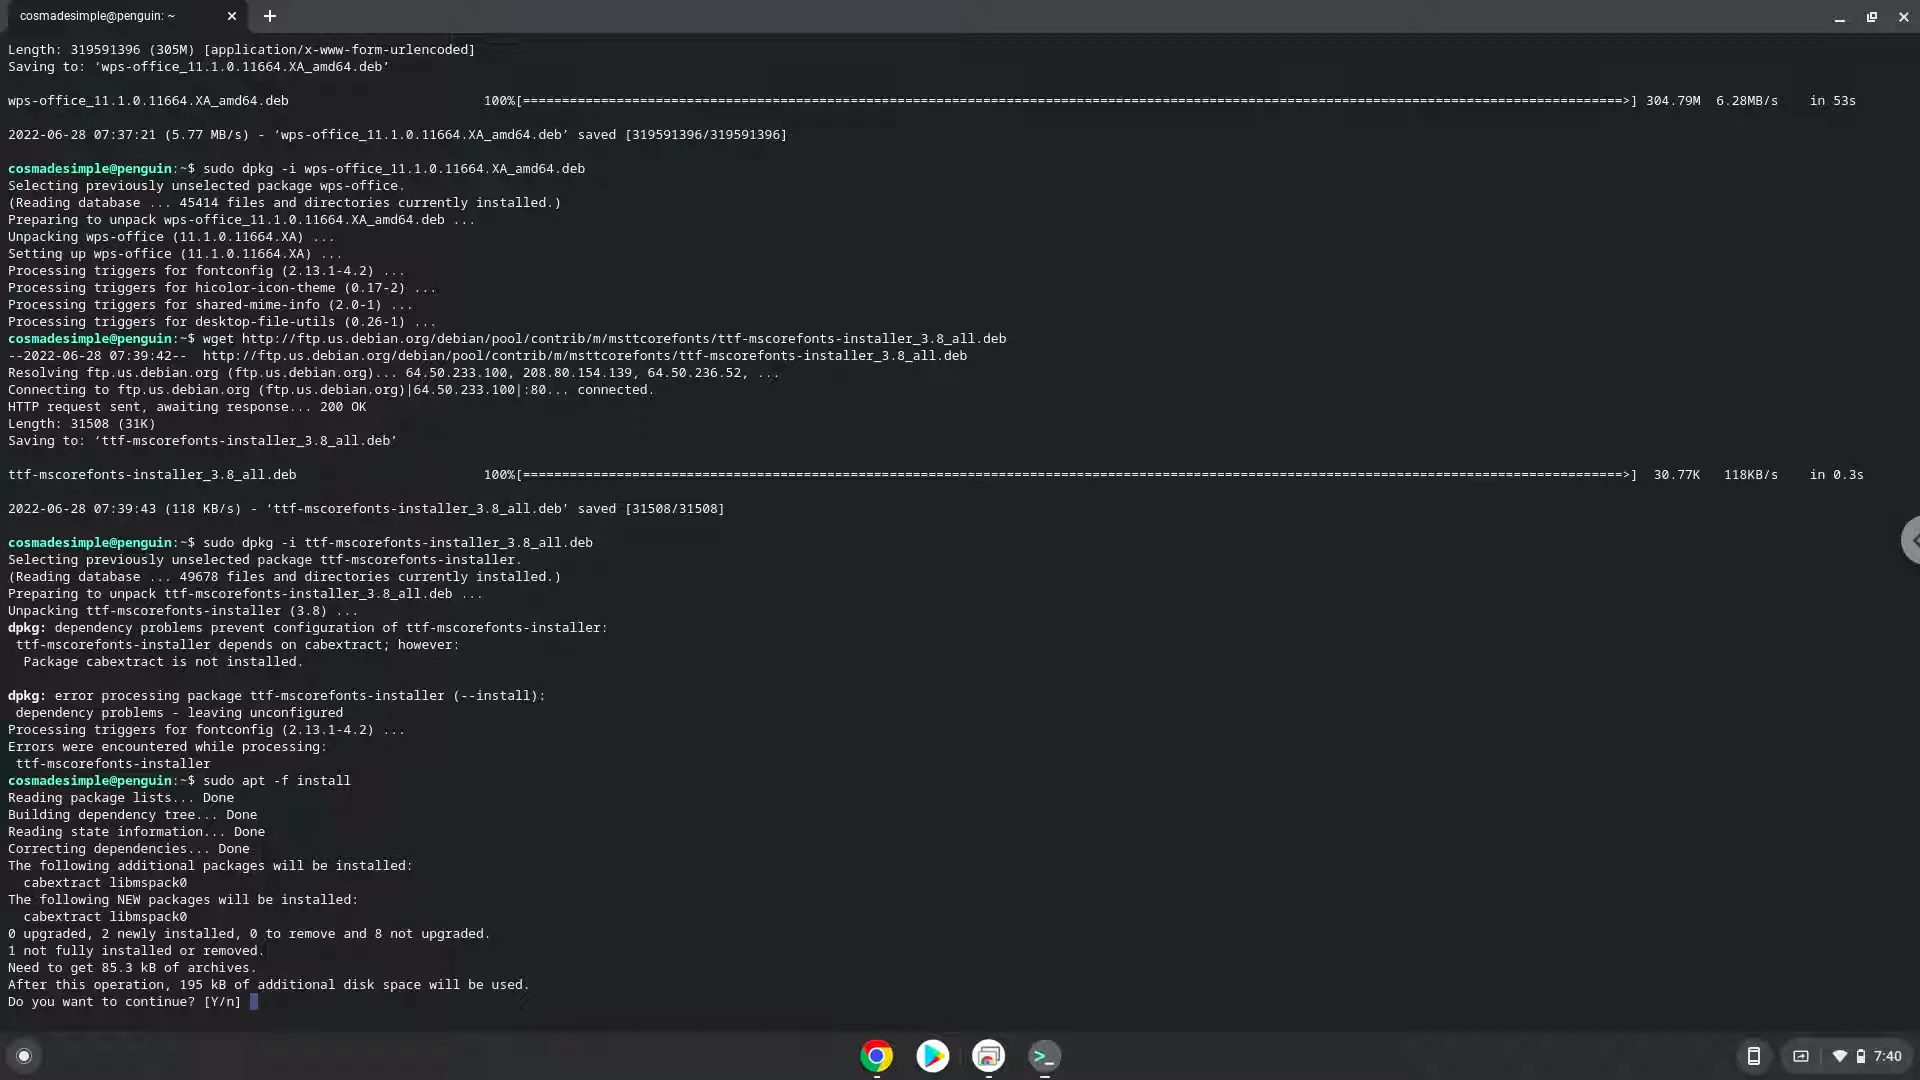 cosmadesimple@penguin: ~
Length: 319591396 (305M) [application/x-www-form-urlencoded]
Saving to: ‘wps-office_11.1.0.11664.XA_amd64.deb’
wps-office_11.1.0.11664.XA_amd64.deb 100%[=============================================================================================================================================>] 304.79M 6.28MB/s in 53s
2022-06-28 07:37:21 (5.77 MB/s) - ‘wps-office_11.1.0.11664.XA_amd64.deb’ saved [319591396/319591396]
cosmadesimple@penguin:~$ sudo dpkg -i wps-office_11.1.0.11664.XA_amd64.deb
Selecting previously unselected package wps-office.
(Reading database ... 45414 files and directories currently installed.)
Preparing to unpack wps-office_11.1.0.11664.XA_amd64.deb ...
Unpacking wps-office (11.1.0.11664.XA) ...
Setting up wps-office (11.1.0.11664.XA) ...
Processing triggers for fontconfig (2.13.1-4.2) ...
Processing triggers for hicolor-icon-theme (0.17-2) ...
Processing triggers for shared-mime-info (2.0-1) ...
Processing triggers for desktop-file-utils (0.26-1) ...
cosmadesimple@penguin:~$ wget http://ftp.us.debian.org/debian/pool/contrib/m/msttcorefonts/ttf-mscorefonts-installer_3.8_all.deb
--2022-06-28 07:39:42--  http://ftp.us.debian.org/debian/pool/contrib/m/msttcorefonts/ttf-mscorefonts-installer_3.8_all.deb
Resolving ftp.us.debian.org (ftp.us.debian.org)... 64.50.233.100, 208.80.154.139, 64.50.236.52, ...
Connecting to ftp.us.debian.org (ftp.us.debian.org)|64.50.233.100|:80... connected.
HTTP request sent, awaiting response... 200 OK
Length: 31508 (31K)
Saving to: ‘ttf-mscorefonts-installer_3.8_all.deb’
ttf-mscorefonts-installer_3.8_all.deb 100%[=============================================================================================================================================>] 30.77K 118KB/s in 0.3s
2022-06-28 07:39:43 (118 KB/s) - ‘ttf-mscorefonts-installer_3.8_all.deb’ saved [31508/31508]
cosmadesimple@penguin:~$ sudo dpkg -i ttf-mscorefonts-installer_3.8_all.deb
Selecting previously unselected package ttf-mscorefonts-installer.
(Reading database ... 49678 files and directories currently installed.)
Preparing to unpack ttf-mscorefonts-installer_3.8_all.deb ...
Unpacking ttf-mscorefonts-installer (3.8) ...
dpkg: dependency problems prevent configuration of ttf-mscorefonts-installer:
ttf-mscorefonts-installer depends on cabextract; however:
Package cabextract is not installed.
dpkg: error processing package ttf-mscorefonts-installer (--install):
dependency problems - leaving unconfigured
Processing triggers for fontconfig (2.13.1-4.2) ...
Errors were encountered while processing:
ttf-mscorefonts-installer
cosmadesimple@penguin:~$ sudo apt -f install
Reading package lists... Done
Building dependency tree... Done
Reading state information... Done
Correcting dependencies... Done
The following additional packages will be installed:
cabextract libmspack0
The following NEW packages will be installed:
cabextract libmspack0
0 upgraded, 2 newly installed, 0 to remove and 8 not upgraded.
1 not fully installed or removed.
Need to get 85.3 kB of archives.
After this operation, 195 kB of additional disk space will be used.
Do you want to continue? [Y/n]
7:40